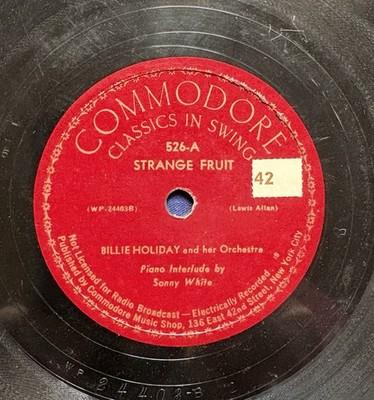 COMMODORE
CLASSICS IN SWING
526-A
STRANGE FRUIT
42
(WP-24403B) (Lewis Allan)
BILLIE HOLIDAY and her Orchestra
Piano Interlude by
Sonny White
Not Licensed for Radio Broadcast — Electrically Recorded.
Published by Commodore Music Shop, 136 East 42nd Street, New York City
WP 24403-B